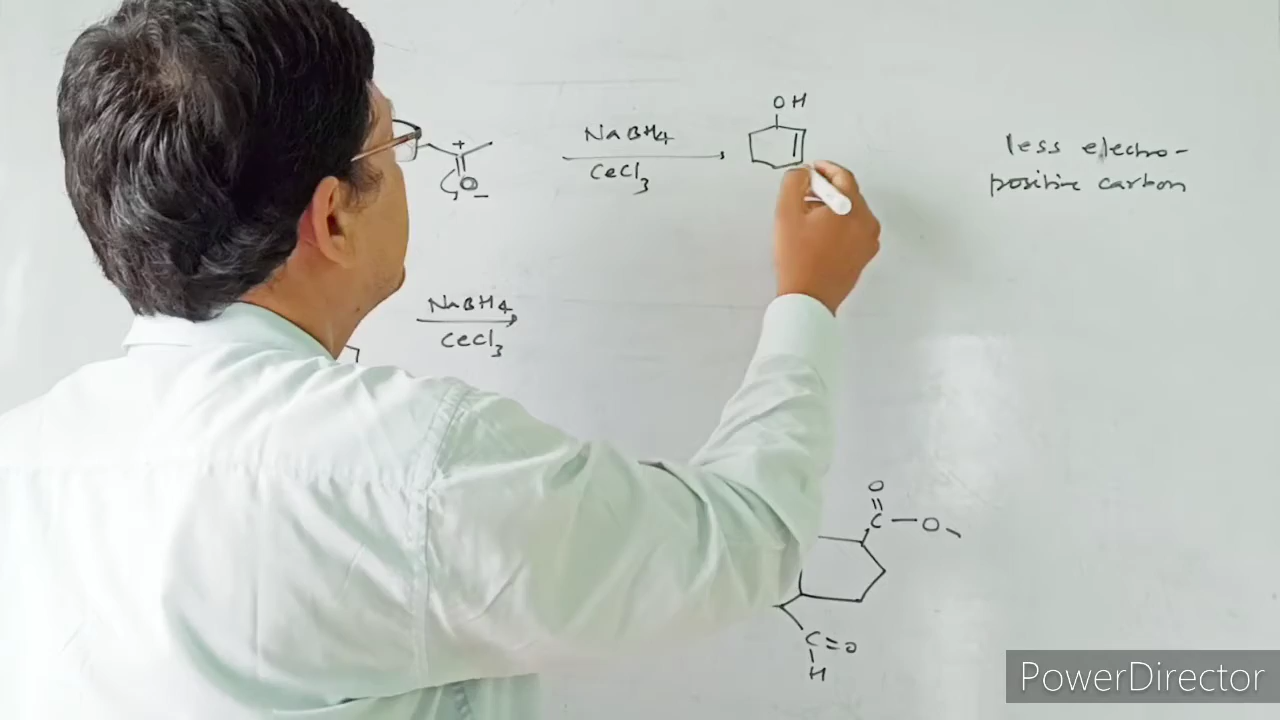 OH
NaBH4
CeCl3
less electro-
positive carbon
+
O
NaBH4
CeCl3
O
C—O
C=O
H
PowerDirector